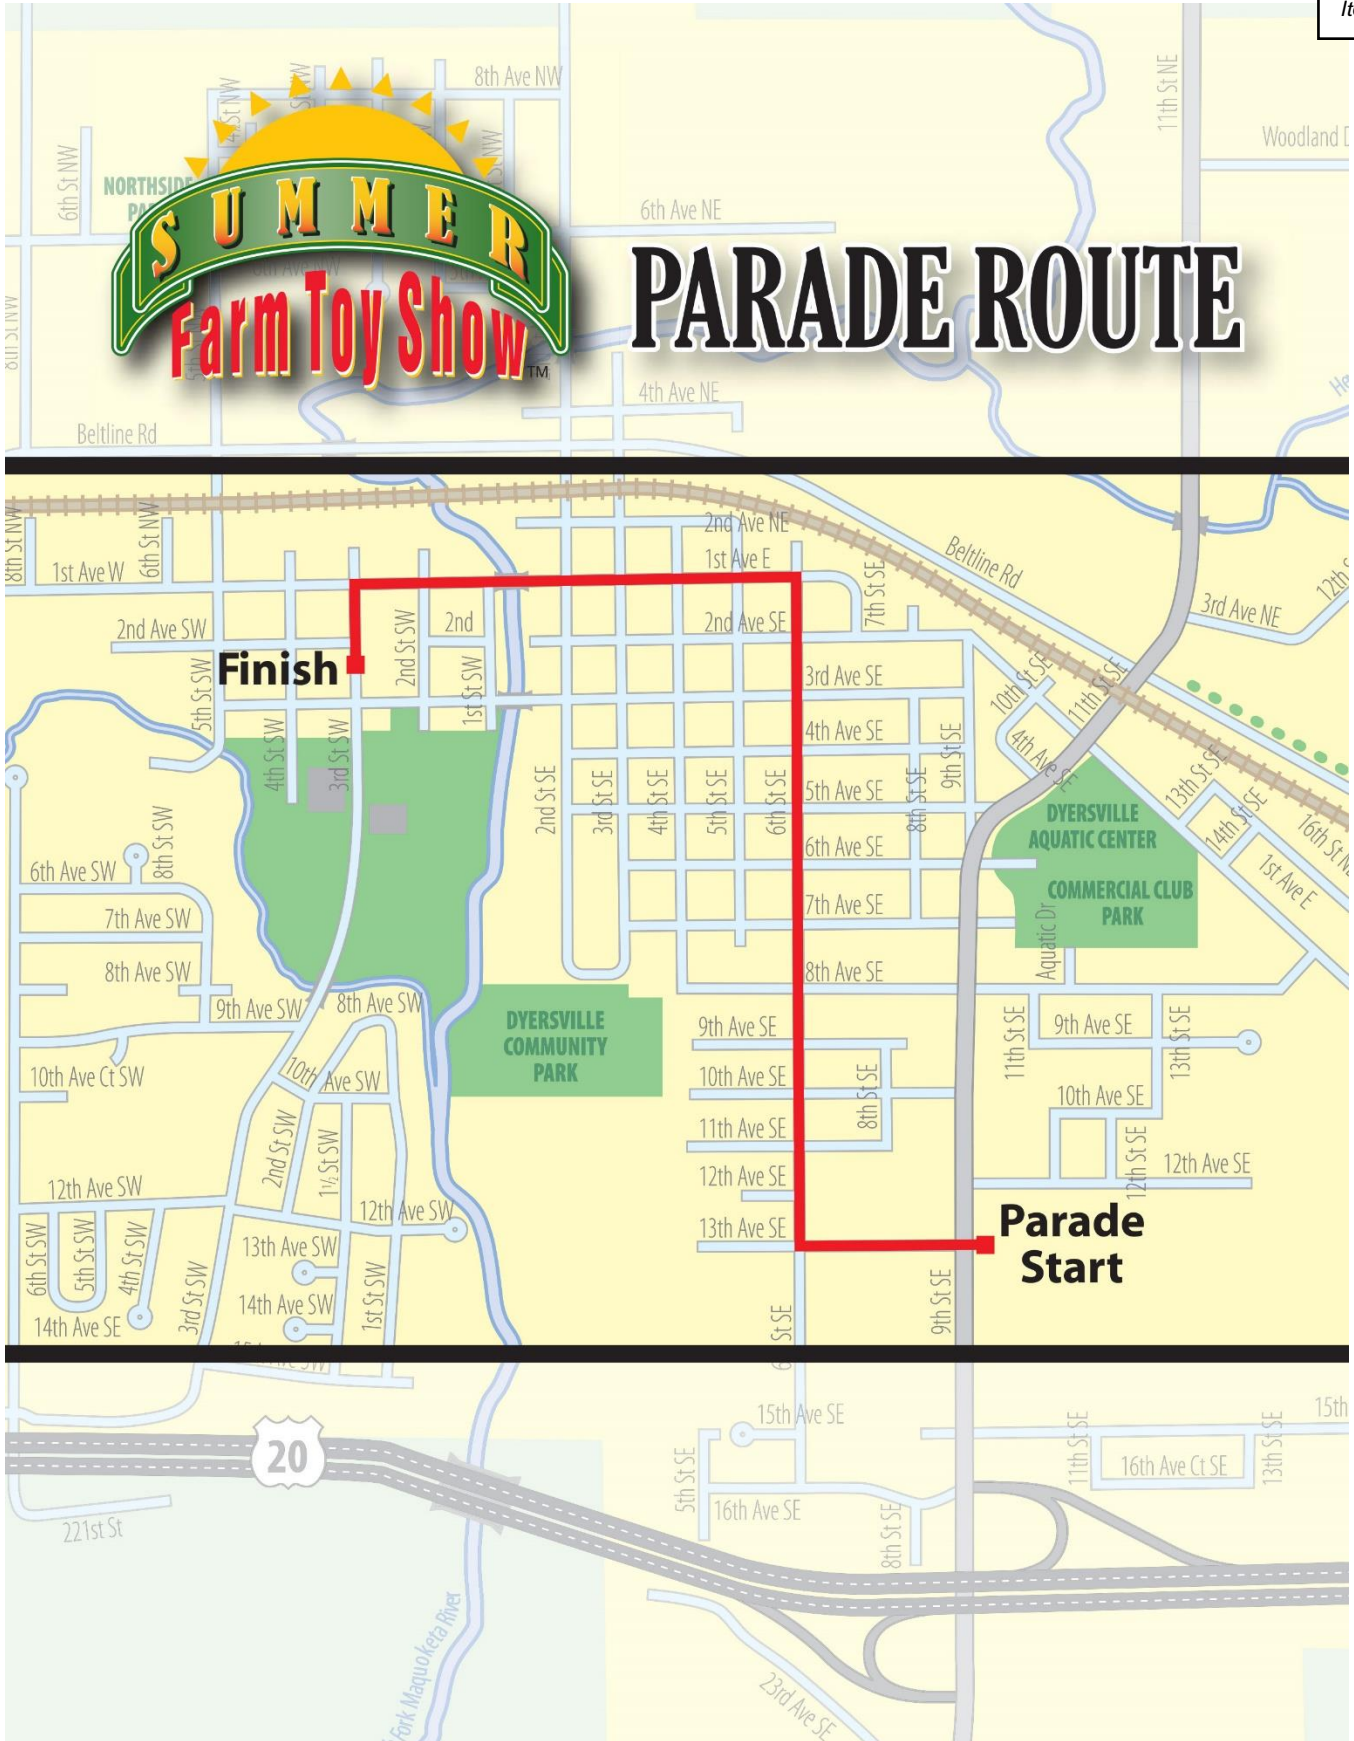 8th Ave NW
11th St NE
Woodland
6th St NW
NORTHSIDE
SUMMER
Farm Toy Show
TM
6th Ave NE
PARADE ROUTE
4th Ave NE
Beltline Rd
8th St NW
1st Ave W
6th St NW
2nd Ave NE
1st Ave E
Beltline Rd
7th St SE
3rd Ave NE
2nd Ave SW
2nd St SW
2nd
2nd Ave SE
Finish
5th St SW
1st St SW
3rd Ave SE
10th St SE
11th St SE
4th St SW
3rd St SW
4th Ave SE
9th St SE
4th Ave SE
2nd St SE
3rd St SE
4th St SE
5th St SE
6th St SE
5th Ave SE
8th St SE
13th St SE
14th St SE
16th St
DYERSVILLE
AQUATIC CENTER
8th St SW
6th Ave SE
6th Ave SW
1st Ave E
COMMERCIAL CLUB
PARK
7th Ave SW
7th Ave SE
Aquatic Dr
8th Ave SW
8th Ave SE
9th Ave SW
8th Ave SW
DYERSVILLE
COMMUNITY
PARK
9th Ave SE
11th St SE
9th Ave SE
13th St SE
10th Ave Ct SW
10th Ave SW
10th Ave SE
8th St SE
10th Ave SE
2nd St SW
1½ St SW
11th Ave SE
12th St SE
12th Ave SE
12th Ave SW
12th Ave SE
12th Ave SW
6th St SW
5th St SW
4th St SW
13th Ave SW
13th Ave SE
Parade
Start
3rd St SW
14th Ave SW
1st St SW
14th Ave SE
9th St SE
St SE
20
15th Ave SE
11th St SE
13th St SE
15th
5th St SE
16th Ave Ct SE
16th Ave SE
8th St SE
221st St
Fork Maquoketa River
23rd Ave SE